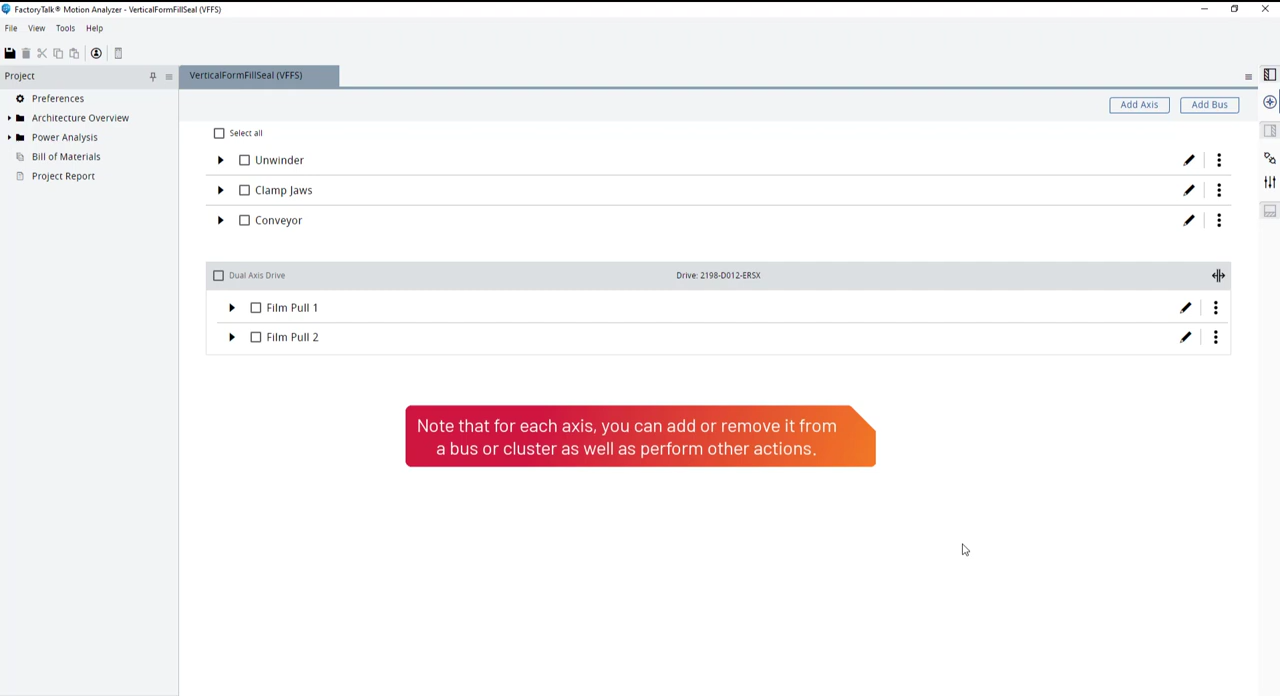 FactoryTalk® Motion Analyzer - VerticalFormFillSeal (VFFS)
File View Tools Help
Project
VerticalFormFillSeal (VFFS)
Preferences
Architecture Overview
Power Analysis
Bill of Materials
Project Report
Add Axis
Add Bus
Select all
Unwinder
Clamp Jaws
Conveyor
Dual Axis Drive
Drive: 2198-D012-ERSX
Film Pull 1
Film Pull 2
Note that for each axis, you can add or remove it from
a bus or cluster as well as perform other actions.